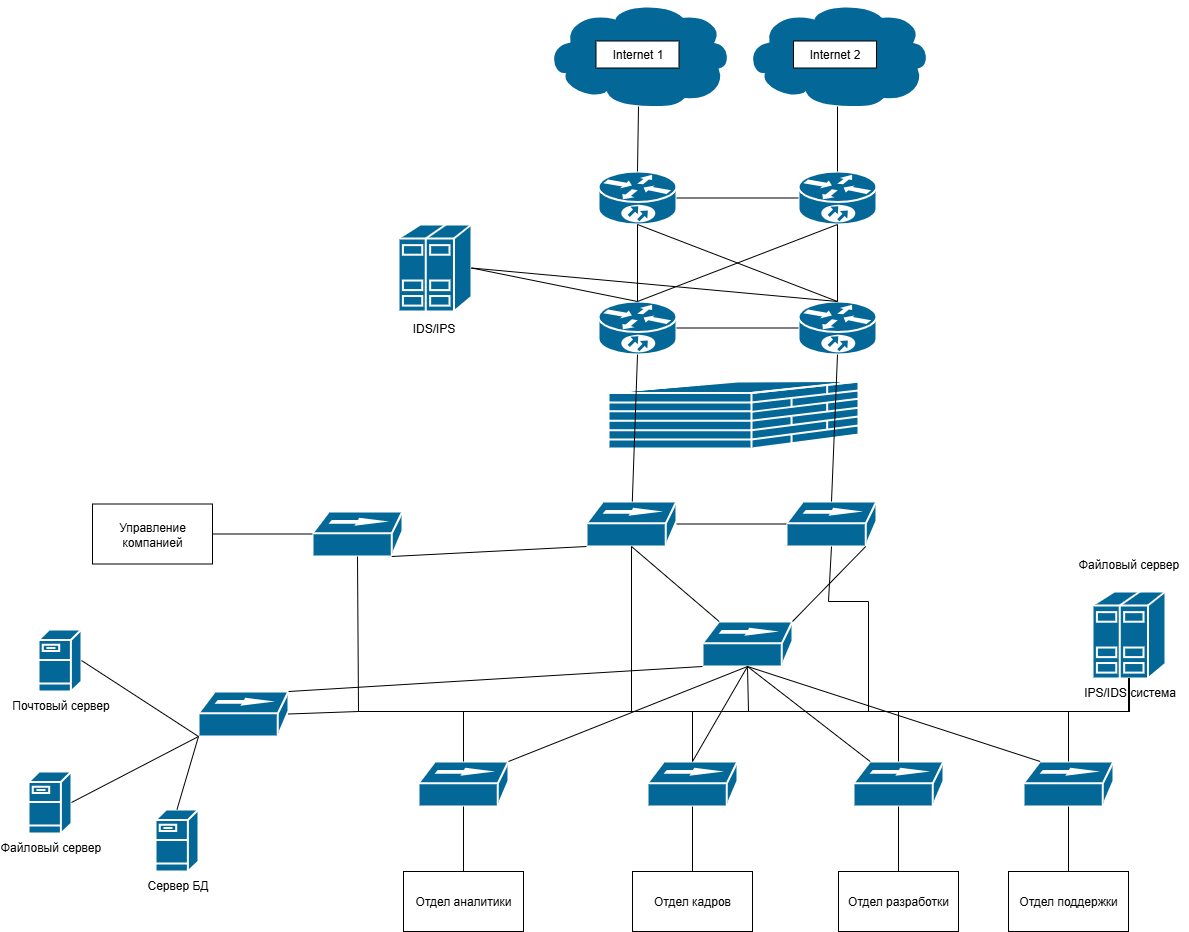 Internet 1
Internet 2
IDS/IPS
Управление
компанией
Файловый сервер
IPS/IDS система
Почтовый сервер
Файловый сервер
Сервер БД
Отдел аналитики
Отдел кадров
Отдел разработки
Отдел поддержки